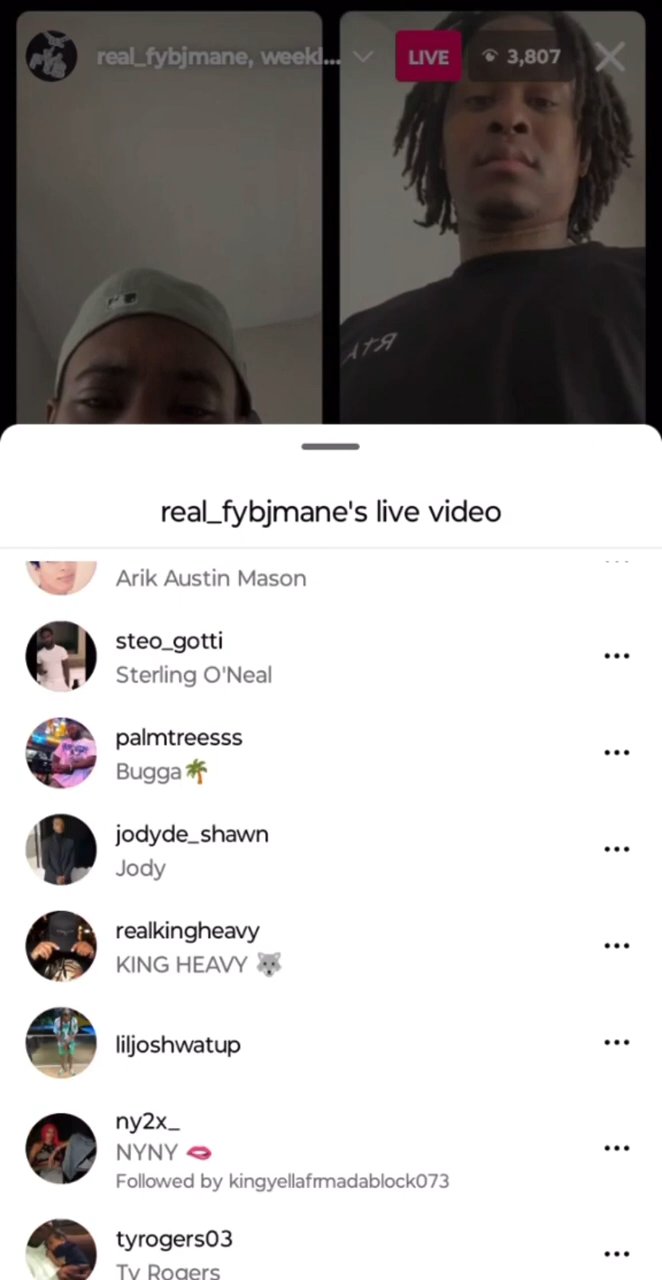 real_fybjmane, weekl...
LIVE
3,807
real_fybjmane's live video
Arik Austin Mason
steo_gotti
Sterling O'Neal
palmtreesss
Bugga🌴
jodyde_shawn
Jody
realkingheavy
KING HEAVY 🐺
liljoshwatup
ny2x_
NYNY 🫦
Followed by kingyellafrmadablock073
tyrogers03
Ty Rogers